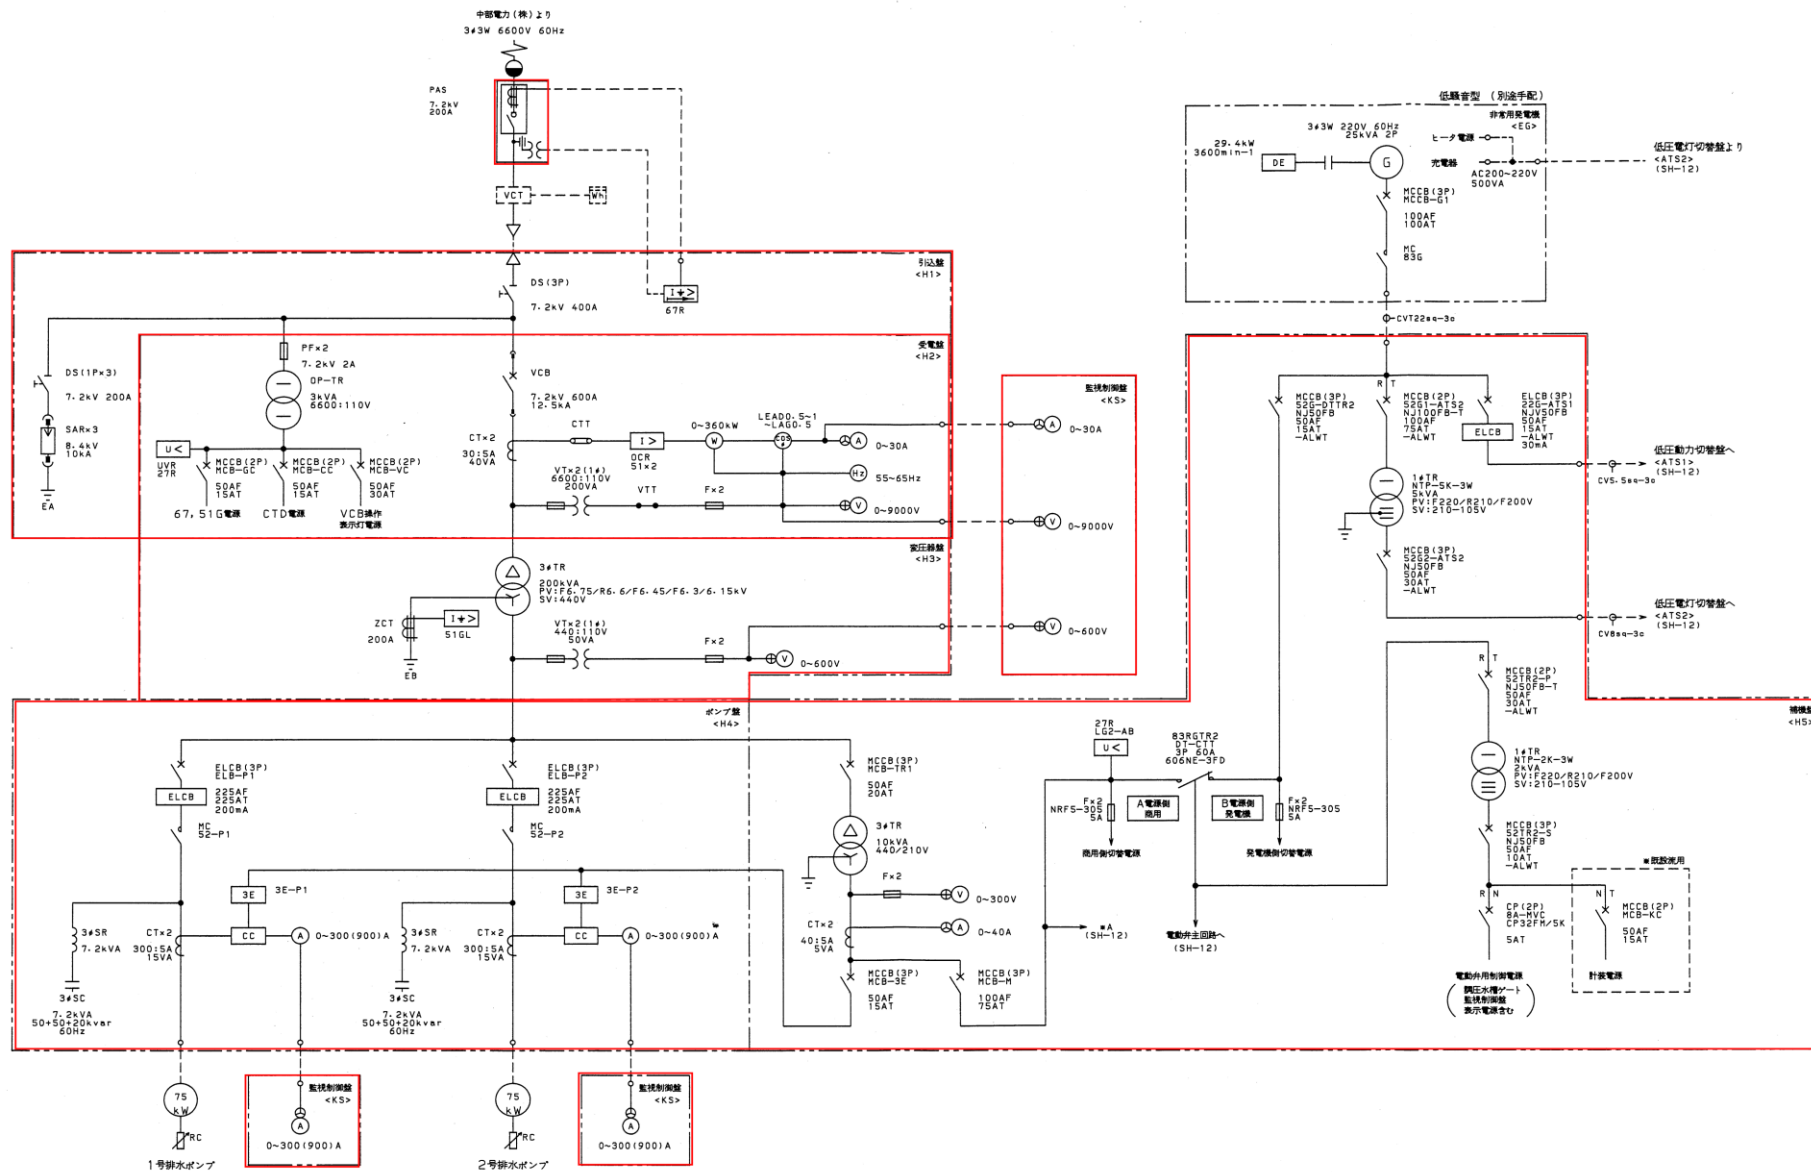 中部電力(株)より
3φ3W 6600V 60Hz
PAS
7.2kV
200A
VCT
Wh
引込盤
<H1>
DS(3P)
7.2kV 400A
I⏚>
67R
受電盤
<H2>
PF×2
7.2kV 2A
OP-TR
3kVA
6600:110V
DS(1P×3)
7.2kV 200A
SAR×3
8.4kV
10kA
EA
U<
UVR
27R
MCCB(2P)
MCB-GC
50AF
15AT
67,51G電源
MCCB(2P)
MCB-CC
50AF
15AT
CTD電源
MCCB(2P)
MCB-VC
50AF
30AT
VCB操作
表示灯電源
VCB
7.2kV 600A
12.5kA
CT×2
30:5A
40VA
CTT
I>
OCR
51×2
0~360kW
W
LEAD0.5~1
~LAG0.5
cos
A
0~30A
Hz
55~65Hz
VT×2(1φ)
6600:110V
200VA
VTT
F×2
V
0~9000V
監視制御盤
<KS>
A
0~30A
V
0~9000V
V
0~600V
変圧器盤
<H3>
3φTR
200kVA
PV:F6.75/R6.6/F6.45/F6.3/6.15kV
SV:440V
ZCT
200A
I⏚>
51GL
EB
VT×2(1φ)
440:110V
50VA
F×2
V
0~600V
低騒音型 (別途手配)
非常用発電機
<EG>
3φ3W 220V 60Hz
25kVA 2P
29.4kW
3600min-1
DE
G
ヒータ電源
充電器
AC200~220V
500VA
低圧電灯切替盤より
<ATS2>
(SH-12)
MCCB(3P)
MCCB-G1
100AF
100AT
MC
83G
CVT22sq-3c
MCCB(3P)
52G-DTTR2
NJ50FB
50AF
15AT
-ALWT
R T
MCCB(2P)
52G1-ATS2
NJ100FB-T
100AF
75AT
-ALWT
ELCB(3P)
22G-ATS1
NJV50FB
50AF
15AT
-ALWT
30mA
ELCB
低圧動力切替盤へ
<ATS1>
(SH-12)
CV5.5sq-3c
1φTR
NTP-5K-3W
5kVA
PV:F220/R210/F200V
SV:210-105V
MCCB(3P)
52G2-ATS2
NJ50FB
50AF
30AT
-ALWT
低圧電灯切替盤へ
<ATS2>
(SH-12)
CV8sq-3c
R T
MCCB(2P)
52TR2-P
NJ50FB-T
50AF
30AT
-ALWT
補機盤
<H5>
1φTR
NTP-2K-3W
2kVA
PV:F220/R210/F200V
SV:210-105V
MCCB(3P)
52TR2-S
NJ50FB
50AF
10AT
-ALWT
※既設流用
R N
CP(2P)
8A-MVC
CP32FM/5K
5AT
N T
MCCB(2P)
MCB-KC
50AF
15AT
電動弁用制御電源
(調圧水槽ゲート
監視制御盤
表示電源含む)
計装電源
ポンプ盤
<H4>
ELCB(3P)
ELB-P1
ELCB
225AF
225AT
200mA
MC
52-P1
ELCB(3P)
ELB-P2
ELCB
225AF
225AT
200mA
MC
52-P2
MCCB(3P)
MCB-TR1
50AF
20AT
3φTR
10kVA
440/210V
F×2
V
0~300V
CT×2
40:5A
5VA
A
0~40A
MCCB(3P)
MCB-3E
50AF
15AT
MCCB(3P)
MCB-M
100AF
75AT
27R
LG2-AB
U<
83RGTR2
DT-CTT
3P 60A
606NE-3FD
F×2
NRF5-305
5A
A電源側
商用
B電源側
発電機
F×2
NRF5-305
5A
商用側切替電源
発電機側切替電源
※A
(SH-12)
電動弁主回路へ
(SH-12)
3E
3E-P1
CC
A
0~300(900)A
3φSR
7.2kVA
CT×2
300:5A
15VA
3φSC
7.2kVA
50+50+20kvar
60Hz
3E
3E-P2
CC
A
0~300(900)A
3φSR
7.2kVA
CT×2
300:5A
15VA
3φSC
7.2kVA
50+50+20kvar
60Hz
75
kW
RC
1号排水ポンプ
監視制御盤
<KS>
A
0~300(900)A
75
kW
RC
2号排水ポンプ
監視制御盤
<KS>
A
0~300(900)A